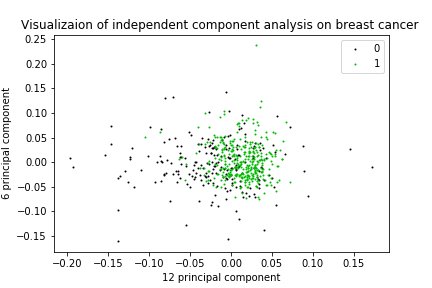 Visualizaion of independent component analysis on breast cancer
0
1
6 principal component
0.25
0.20
0.15
0.10
0.05
0.00
−0.05
−0.10
−0.15
−0.20 −0.15 −0.10 −0.05 0.00 0.05 0.10 0.15
12 principal component